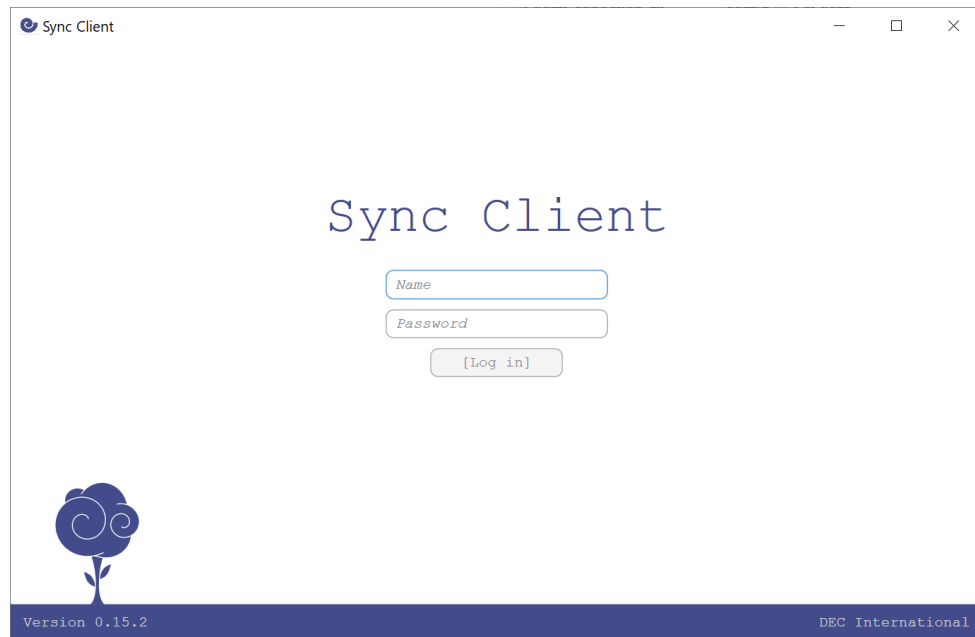 Sync Client
Sync Client
Name
Password
[Log in]
Version 0.15.2
DEC International